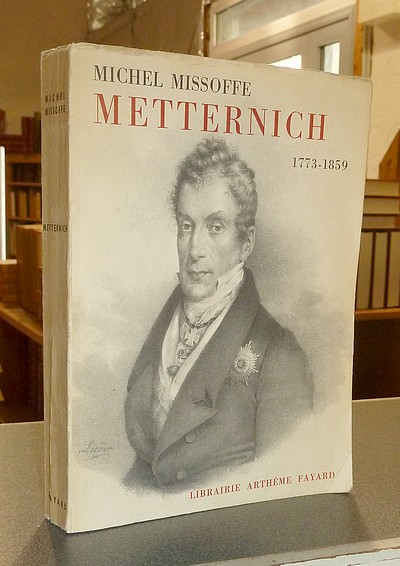 MICHEL MISSOFFE
METTERNICH
1773-1859
LIBRAIRIE ARTHÈME FAYARD
MICHEL
MISSOFFE
METTERNICH